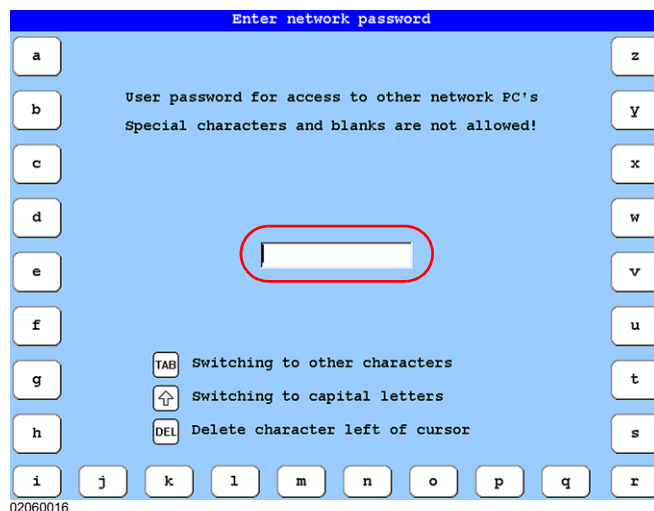 Enter network password
a
z
User password for access to other network PC's
b
y
Special characters and blanks are not allowed!
c
x
d
w
e
v
f
u
TAB Switching to other characters
g
t
Switching to capital letters
h
DEL Delete character left of cursor
s
i j k l m n o p q r
02060016